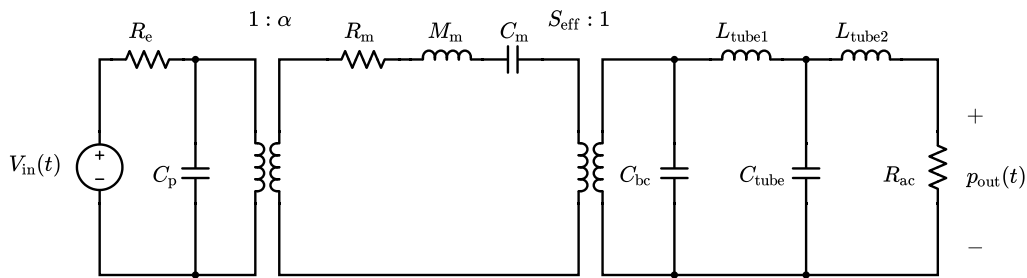 1 : α
S_eff : 1
R_e
R_m
M_m
C_m
L_tube1
L_tube2
+
V_in(t)
+
−
C_p
C_bc
C_tube
R_ac
p_out(t)
−